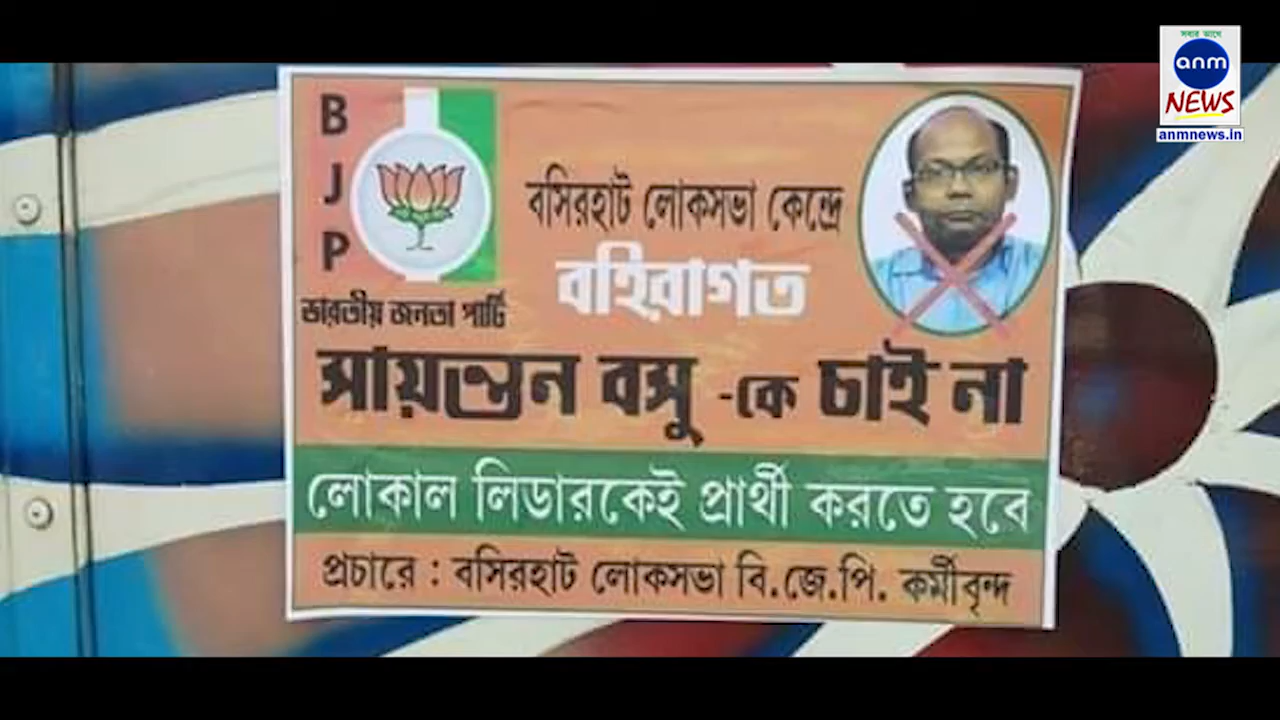 সবার আগে
anm
NEWS
anmnews.in
B
J
P
ভারতীয় জনতা পার্টি
বসিরহাট লোকসভা কেন্দ্রে
বহিরাগত
সায়ন্তন বসু -কে চাই না
লোকাল লিডারকেই প্রার্থী করতে হবে
প্রচারে : বসিরহাট লোকসভা বি.জে.পি. কর্মীবৃন্দ